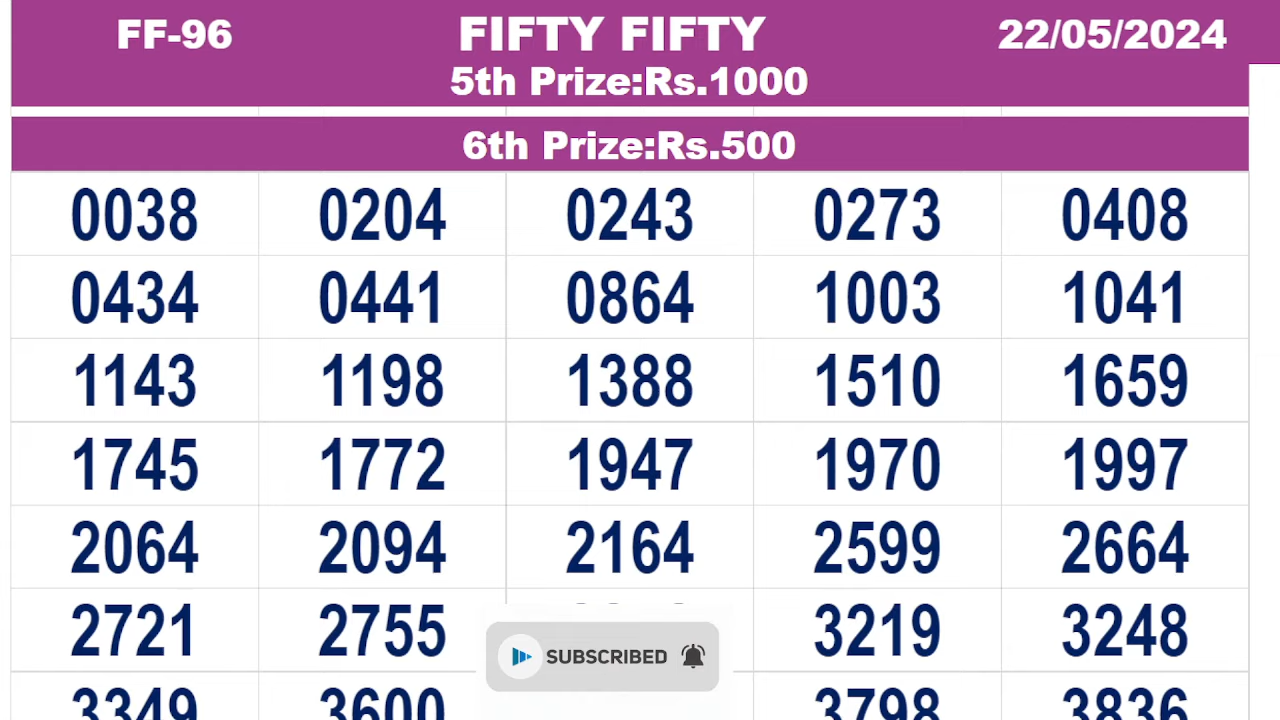 FF-96 FIFTY FIFTY 22/05/2024
5th Prize:Rs.1000
6th Prize:Rs.500
0038 0204 0243 0273 0408
0434 0441 0864 1003 1041
1143 1198 1388 1510 1659
1745 1772 1947 1970 1997
2064 2094 2164 2599 2664
2721 2755 3219 3248
SUBSCRIBED
3349 3600 3798 3836